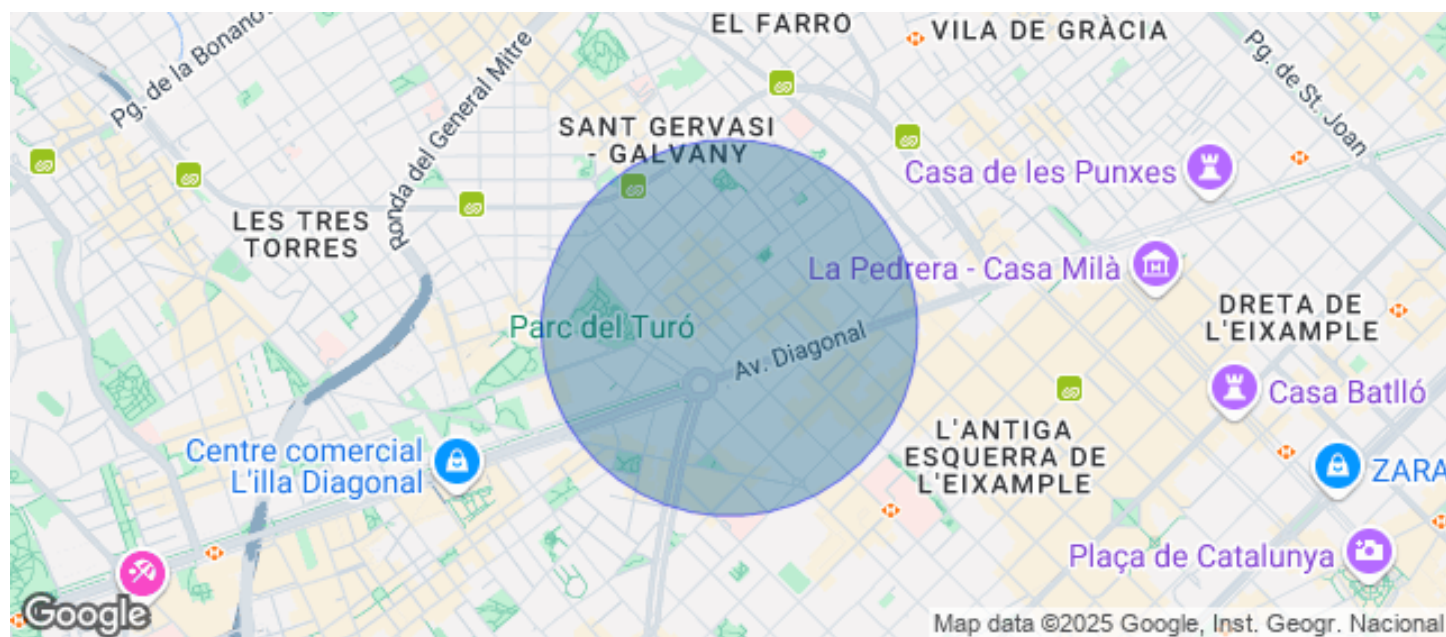 EL FARRÓ
VILA DE GRÀCIA
Pg. de la Bonano
Ronda del General Mitre
Pg. de St. Joan
SANT GERVASI
- GALVANY
Casa de les Punxes
LES TRES
TORRES
La Pedrera - Casa Milà
DRETA DE
L'EIXAMPLE
Parc del Turó
Av. Diagonal
Casa Batlló
Centre comercial
L'illa Diagonal
L'ANTIGA
ESQUERRA DE
L'EIXAMPLE
ZARA
Plaça de Catalunya
Google
Map data ©2025 Google, Inst. Geogr. Nacional